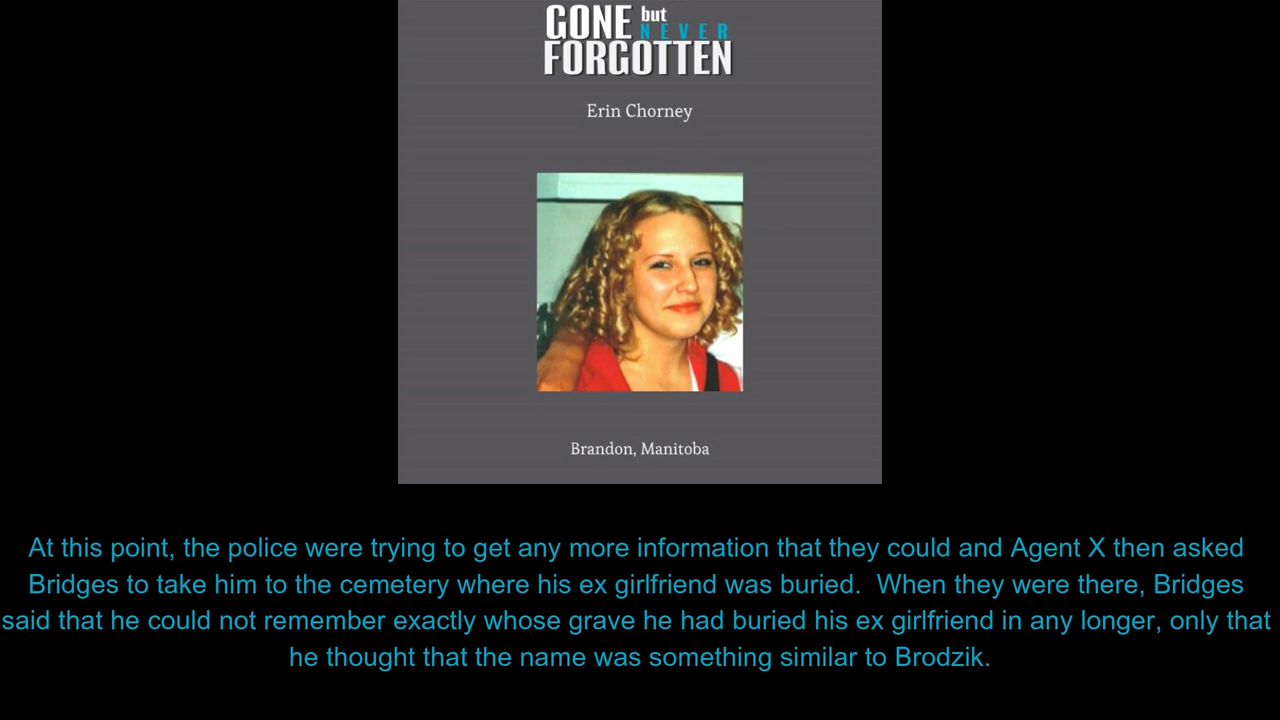 GONE but
NEVER
FORGOTTEN
Erin Chorney
Brandon, Manitoba
At this point, the police were trying to get any more information that they could and Agent X then asked
Bridges to take him to the cemetery where his ex girlfriend was buried.  When they were there, Bridges
said that he could not remember exactly whose grave he had buried his ex girlfriend in any longer, only that
he thought that the name was something similar to Brodzik.